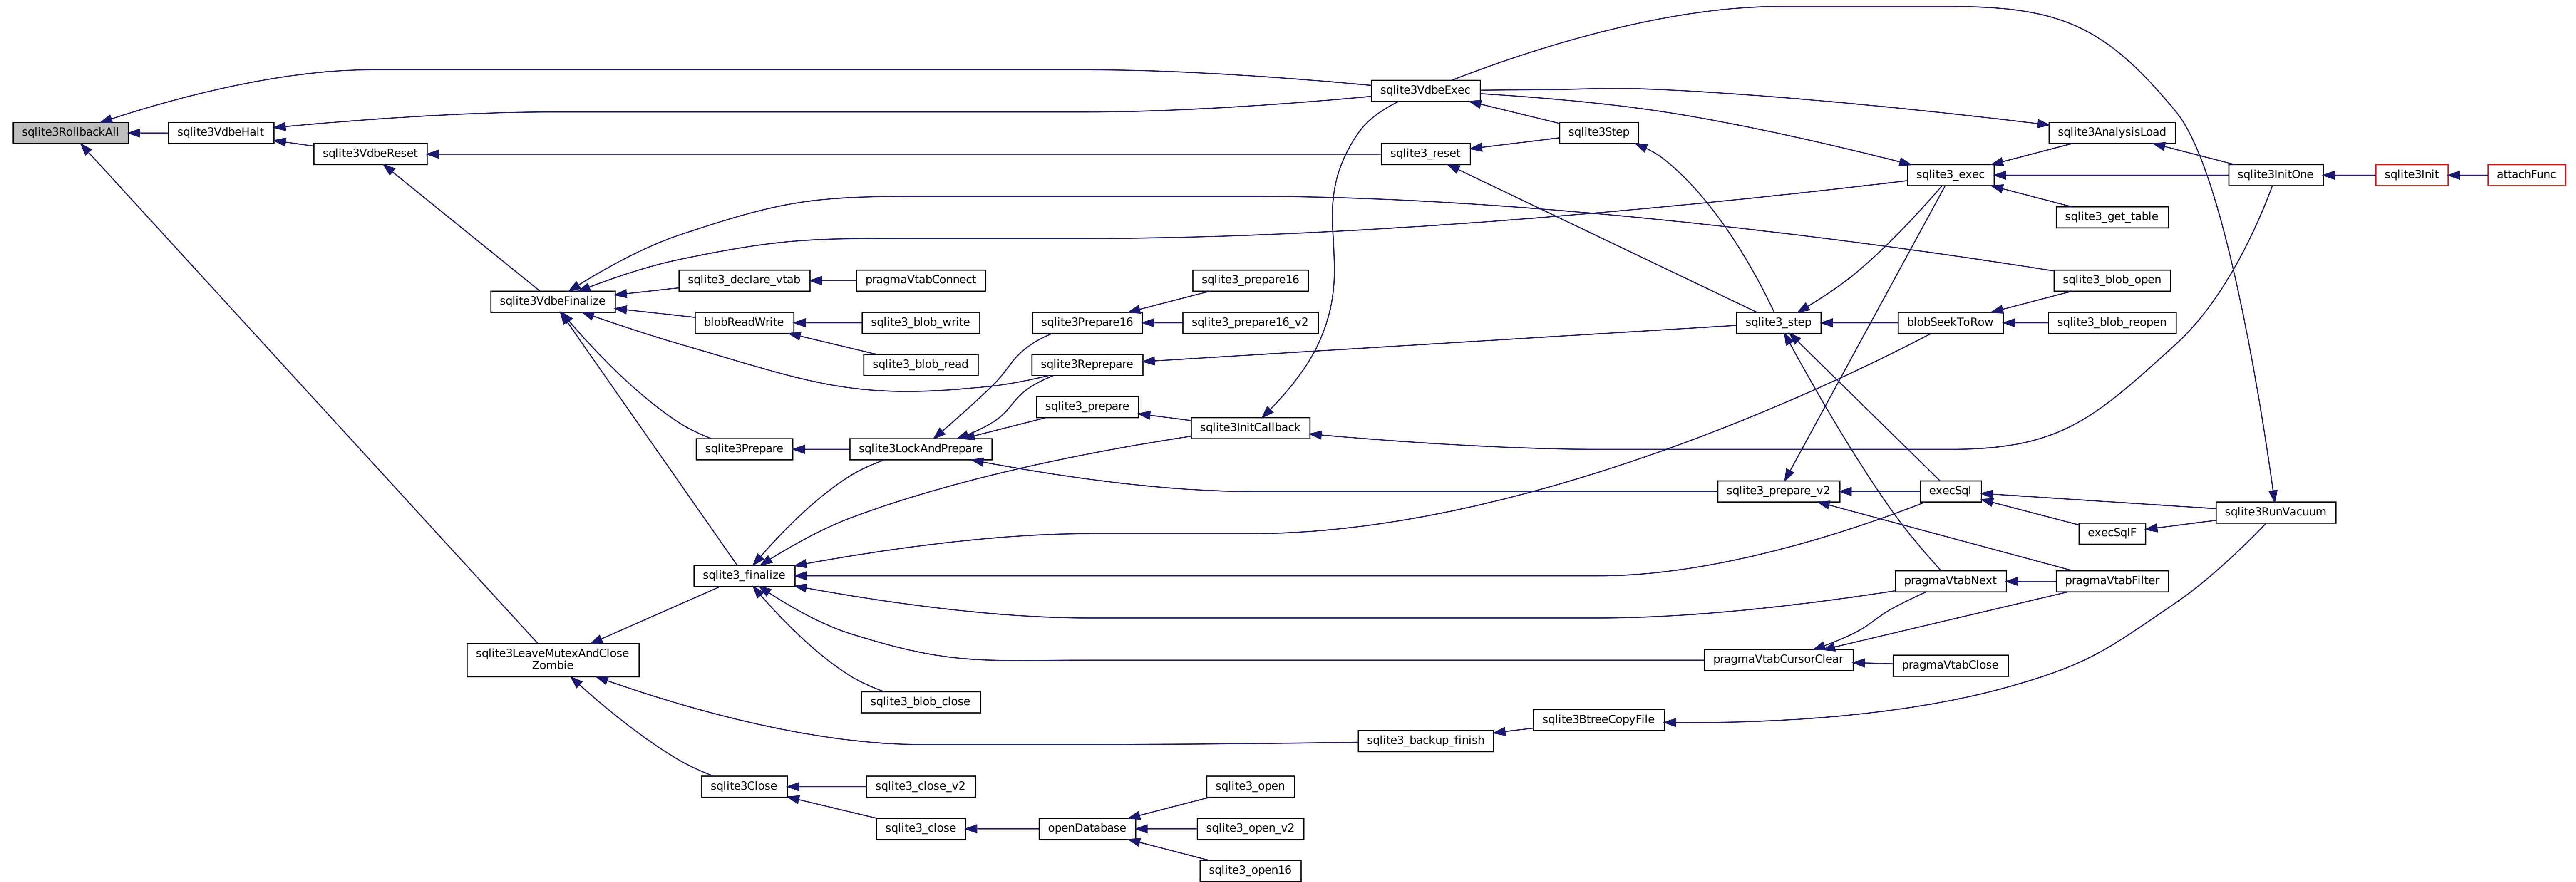 sqlite3RollbackAll
sqlite3VdbeHalt
sqlite3VdbeReset
sqlite3VdbeExec
sqlite3Step
sqlite3_reset
sqlite3AnalysisLoad
sqlite3_exec
sqlite3InitOne
sqlite3Init
attachFunc
sqlite3_get_table
sqlite3VdbeFinalize
sqlite3_declare_vtab
pragmaVtabConnect
blobReadWrite
sqlite3_blob_write
sqlite3_blob_read
sqlite3_prepare16
sqlite3Prepare16
sqlite3_prepare16_v2
sqlite3Reprepare
sqlite3_prepare
sqlite3InitCallback
sqlite3Prepare
sqlite3LockAndPrepare
sqlite3_step
sqlite3_blob_open
blobSeekToRow
sqlite3_blob_reopen
sqlite3_prepare_v2
execSql
execSqlF
sqlite3RunVacuum
sqlite3_finalize
pragmaVtabNext
pragmaVtabFilter
pragmaVtabCursorClear
pragmaVtabClose
sqlite3LeaveMutexAndClose
Zombie
sqlite3_blob_close
sqlite3_backup_finish
sqlite3BtreeCopyFile
sqlite3Close
sqlite3_close_v2
sqlite3_close
openDatabase
sqlite3_open
sqlite3_open_v2
sqlite3_open16